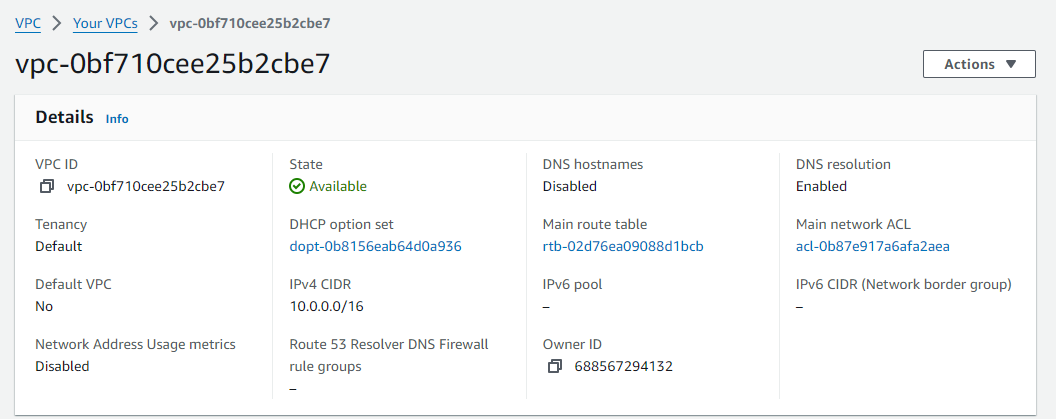 VPC > Your VPCs > vpc-0bf710cee25b2cbe7
vpc-0bf710cee25b2cbe7
Actions ▼
Details Info
VPC ID
vpc-0bf710cee25b2cbe7
State
Available
DNS hostnames
Disabled
DNS resolution
Enabled
Tenancy
Default
DHCP option set
dopt-0b8156eab64d0a936
Main route table
rtb-02d76ea09088d1bcb
Main network ACL
acl-0b87e917a6afa2aea
Default VPC
No
IPv4 CIDR
10.0.0.0/16
IPv6 pool
–
IPv6 CIDR (Network border group)
–
Network Address Usage metrics
Disabled
Route 53 Resolver DNS Firewall
rule groups
–
Owner ID
688567294132